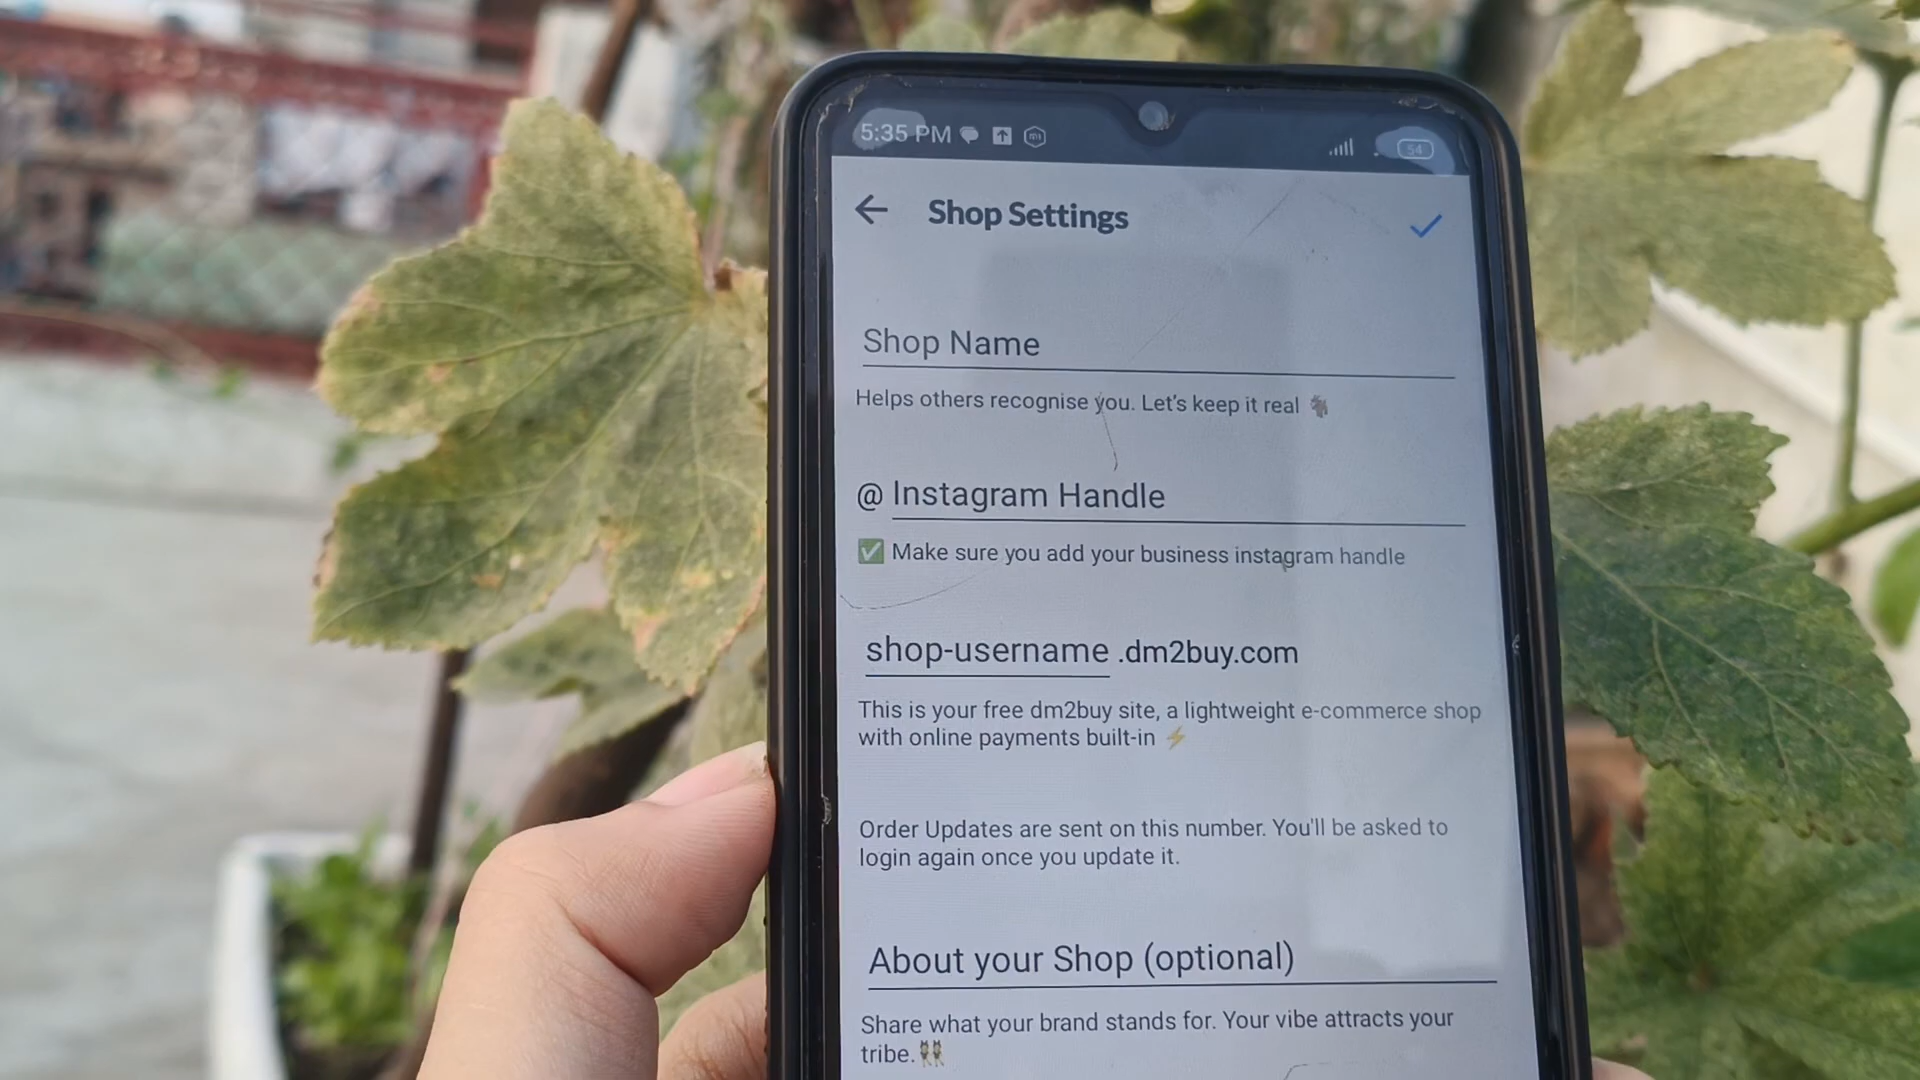 5:35 PM
54
Shop Settings
Shop Name
Helps others recognise you. Let's keep it real
@ Instagram Handle
✅ Make sure you add your business instagram handle
shop-username .dm2buy.com
This is your free dm2buy site, a lightweight e-commerce shop
with online payments built-in ⚡
Order Updates are sent on this number. You'll be asked to
login again once you update it.
About your Shop (optional)
Share what your brand stands for. Your vibe attracts your
tribe.👯